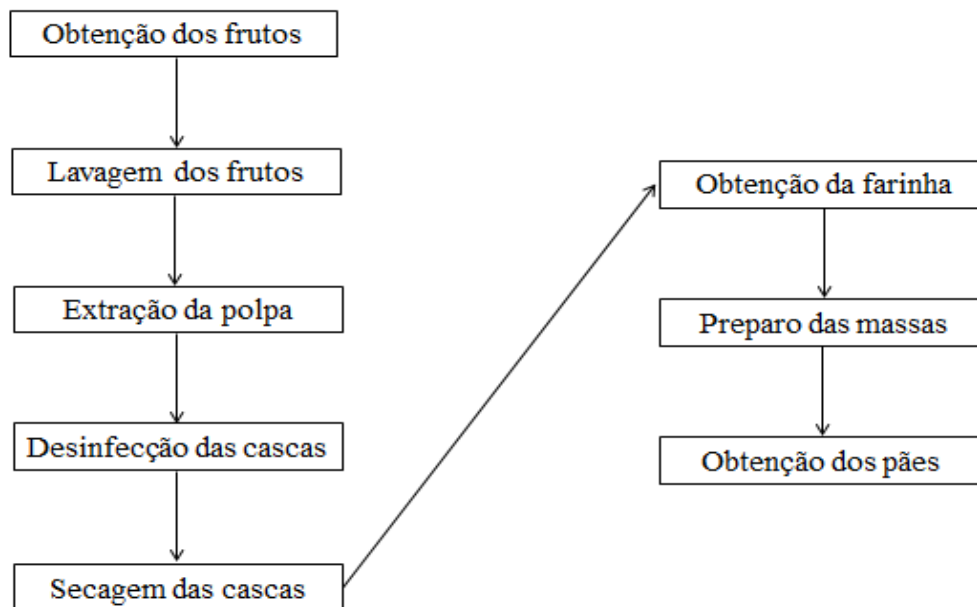 Obtenção dos frutos
Lavagem dos frutos
Extração da polpa
Desinfecção das cascas
Secagem das cascas
Obtenção da farinha
Preparo das massas
Obtenção dos pães